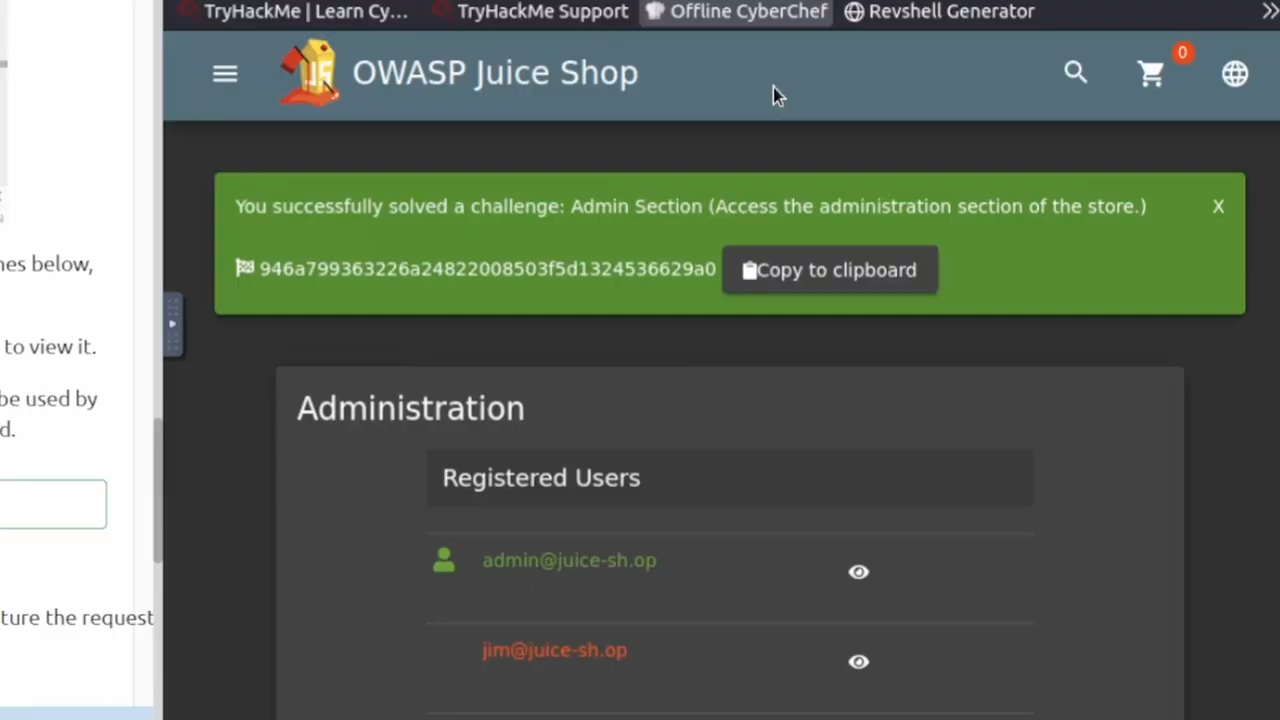 TryHackMe | Learn Cy...
TryHackMe Support
Offline CyberChef
Revshell Generator
OWASP Juice Shop
0
You successfully solved a challenge: Admin Section (Access the administration section of the store.)
X
946a799363226a24822008503f5d1324536629a0
Copy to clipboard
nes below,
to view it.
be used by
d.
ture the request
Administration
Registered Users
admin@juice-sh.op
jim@juice-sh.op